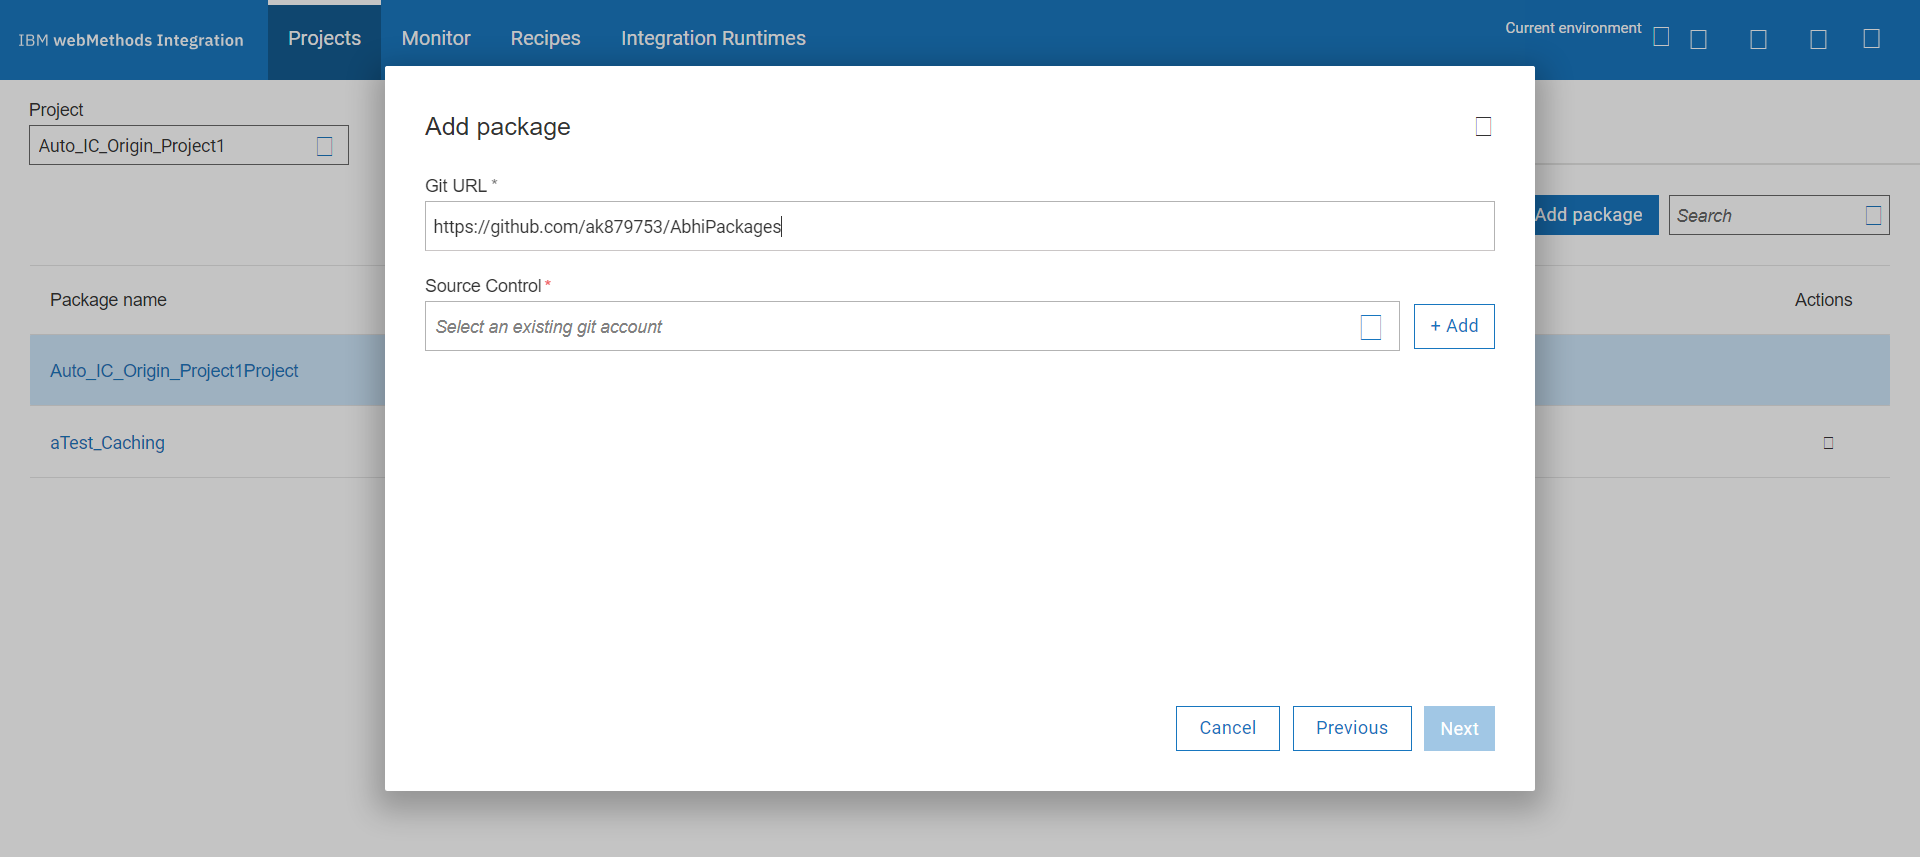 IBM webMethods Integration
Projects
Monitor
Recipes
Integration Runtimes
Current environment
Project
Auto_IC_Origin_Project1
Add package
Git URL *
https://github.com/ak879753/AbhiPackages
Source Control *
Select an existing git account
+ Add
Add package
Search
Package name
Actions
Auto_IC_Origin_Project1Project
aTest_Caching
Cancel
Previous
Next